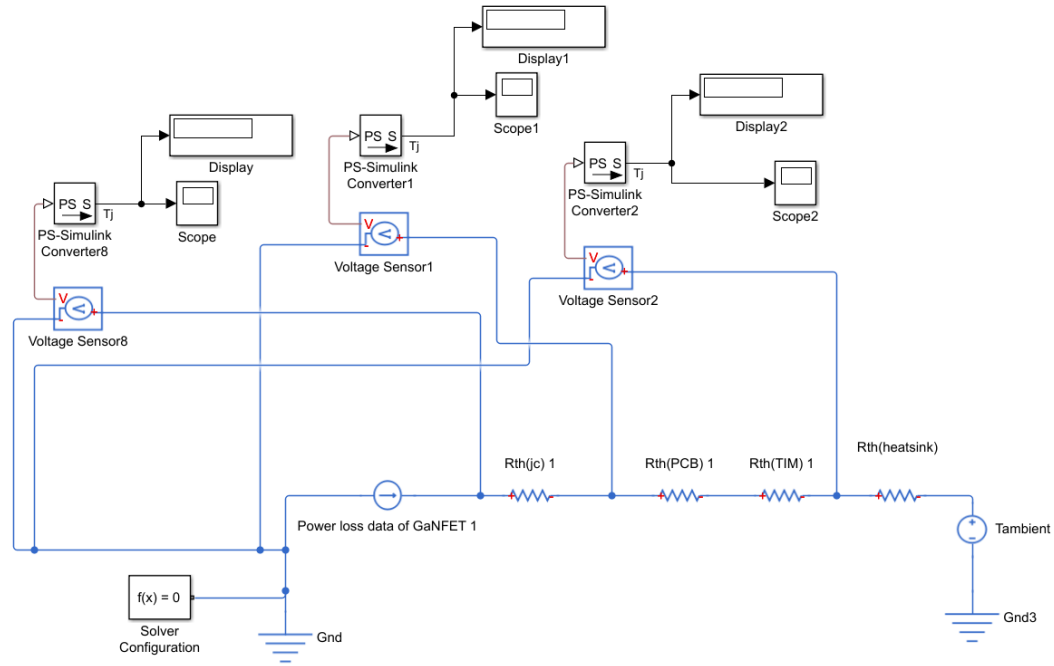 Display1
Scope1
Display2
Scope2
PS S
Tj
PS-Simulink
Converter1
PS S
Tj
PS-Simulink
Converter2
Display
Scope
PS S
Tj
PS-Simulink
Converter8
V
+
-
Voltage Sensor1
V
+
-
Voltage Sensor2
V
+
-
Voltage Sensor8
Rth(jc) 1
Rth(PCB) 1
Rth(TIM) 1
Rth(heatsink)
+ -
+ -
+ -
+ -
Power loss data of GaNFET 1
+
-
Tambient
f(x) = 0
Solver
Configuration
Gnd
Gnd3